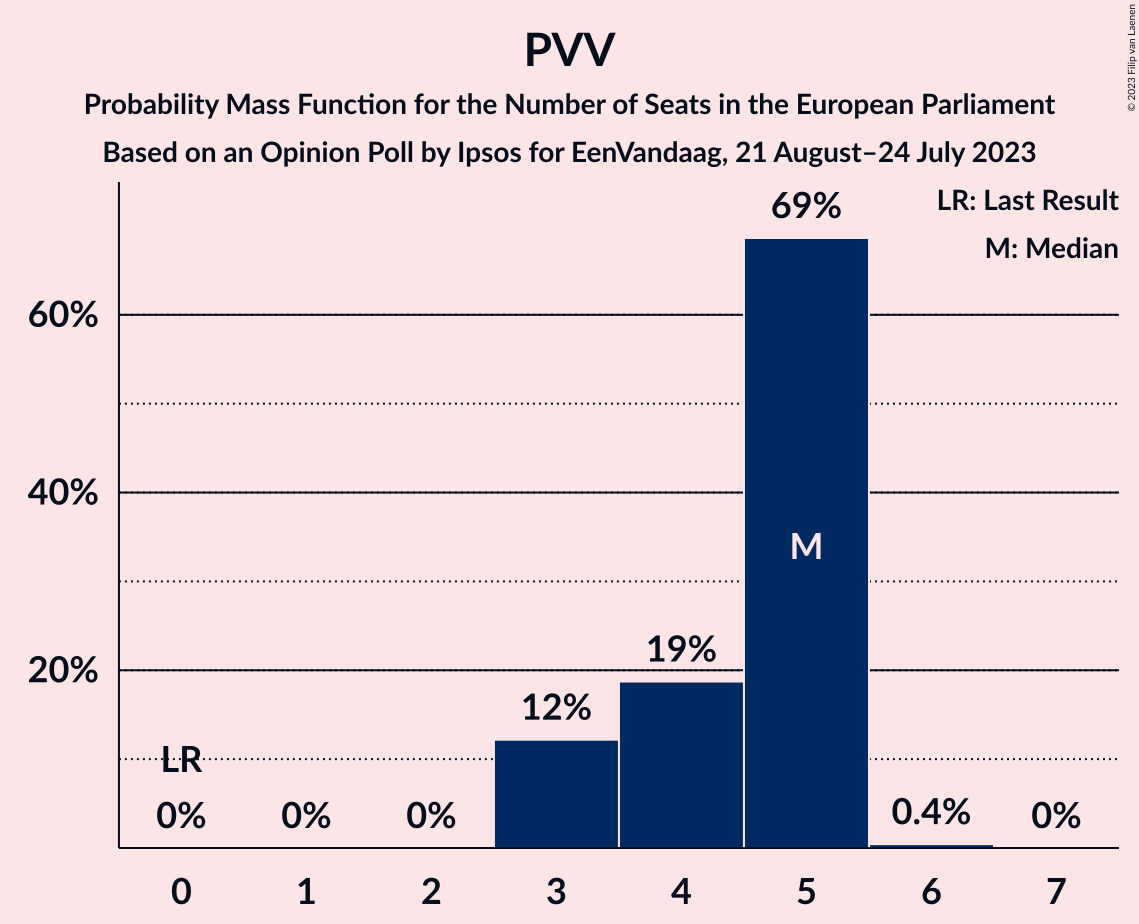 PVV
Probability Mass Function for the Number of Seats in the European Parliament
Based on an Opinion Poll by Ipsos for EenVandaag, 21 August–24 July 2023
© 2023 Filip van Laenen
LR: Last Result
M: Median
69%
60%
40%
M
19%
20%
12%
LR
0%
0%
0%
0.4%
0%
0
1
2
3
4
5
6
7